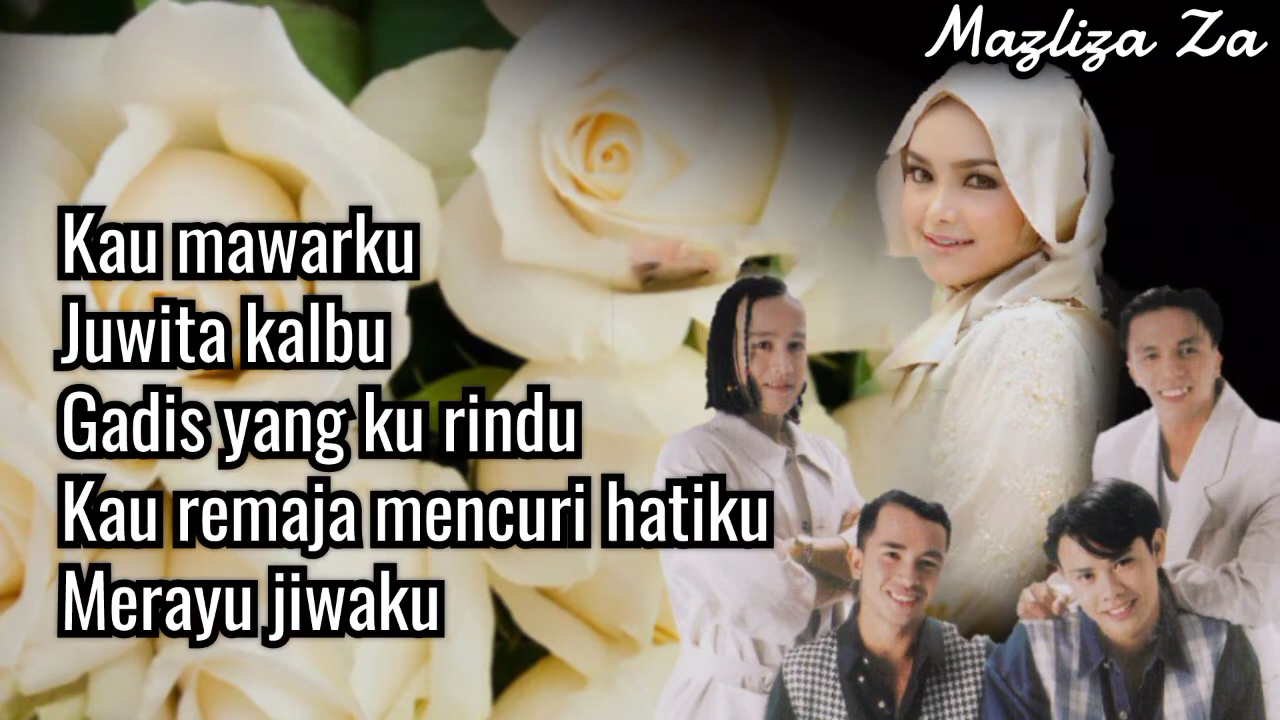 Mazliza Za
Kau mawarku
Juwita kalbu
Gadis yang ku rindu
Kau remaja mencuri hatiku
Merayu jiwaku